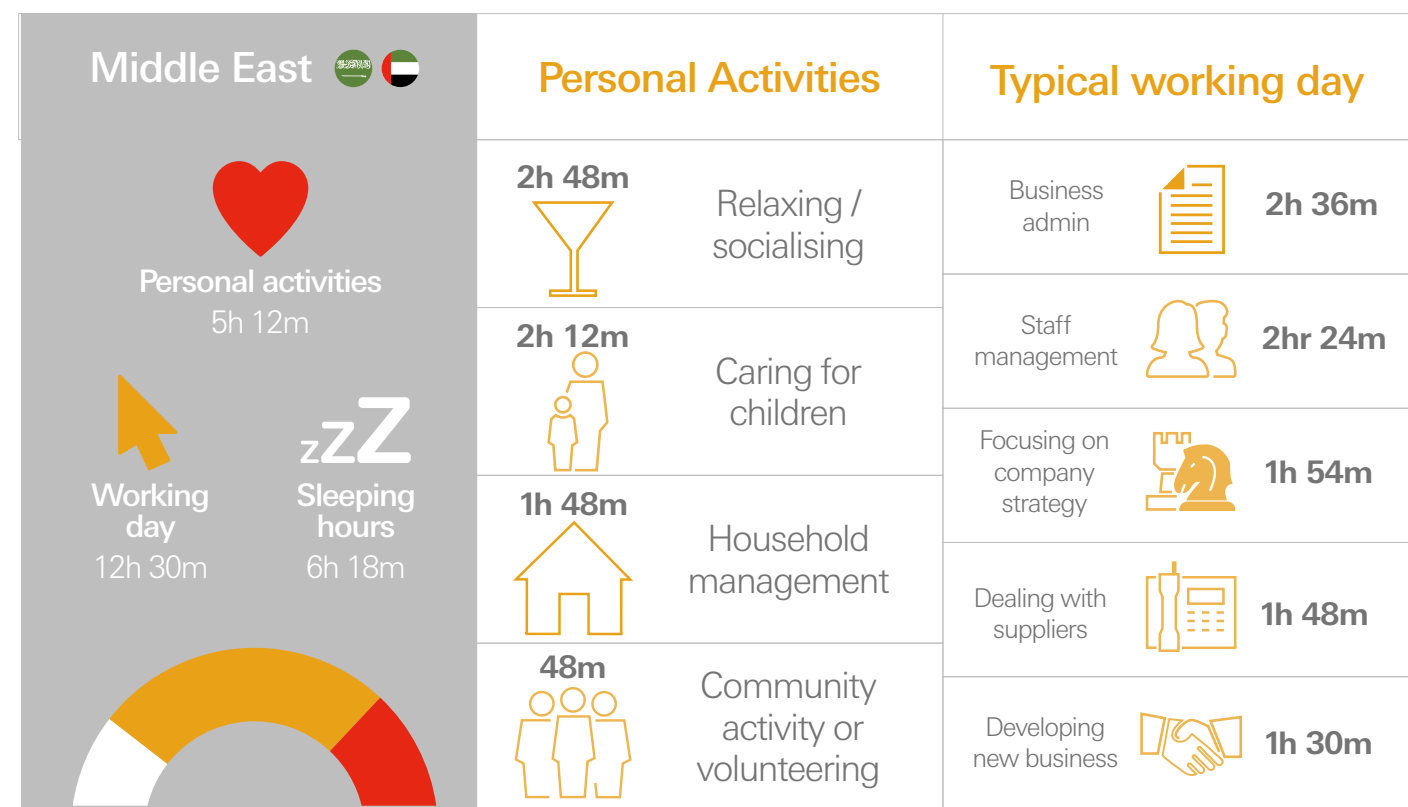 Middle East
Personal Activities
Typical working day
Personal activities
5h 12m
Working
day
12h 30m
zZZ
Sleeping
hours
6h 18m
2h 48m
Relaxing /
socialising
2h 12m
Caring for
children
1h 48m
Household
management
48m
Community
activity or
volunteering
Business
admin
2h 36m
Staff
management
2hr 24m
Focusing on
company
strategy
1h 54m
Dealing with
suppliers
1h 48m
Developing
new business
1h 30m